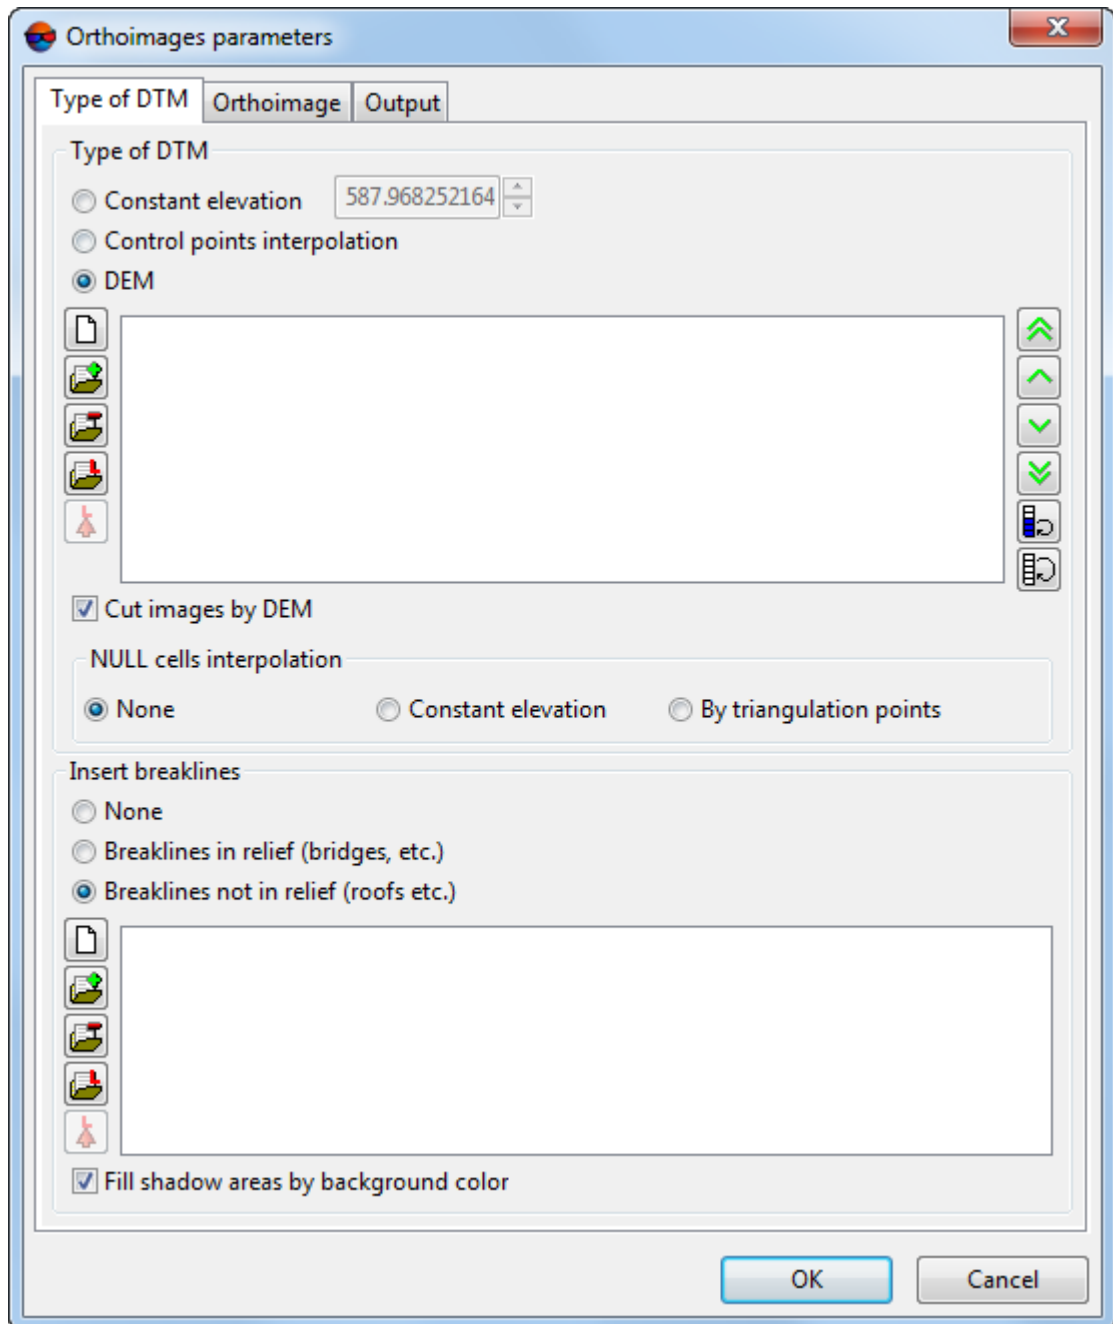 Orthoimages parameters
Type of DTM Orthoimage Output
Type of DTM
Constant elevation 587.968252164
Control points interpolation
DEM
Cut images by DEM
NULL cells interpolation
None Constant elevation By triangulation points
Insert breaklines
None
Breaklines in relief (bridges, etc.)
Breaklines not in relief (roofs etc.)
Fill shadow areas by background color
OK Cancel